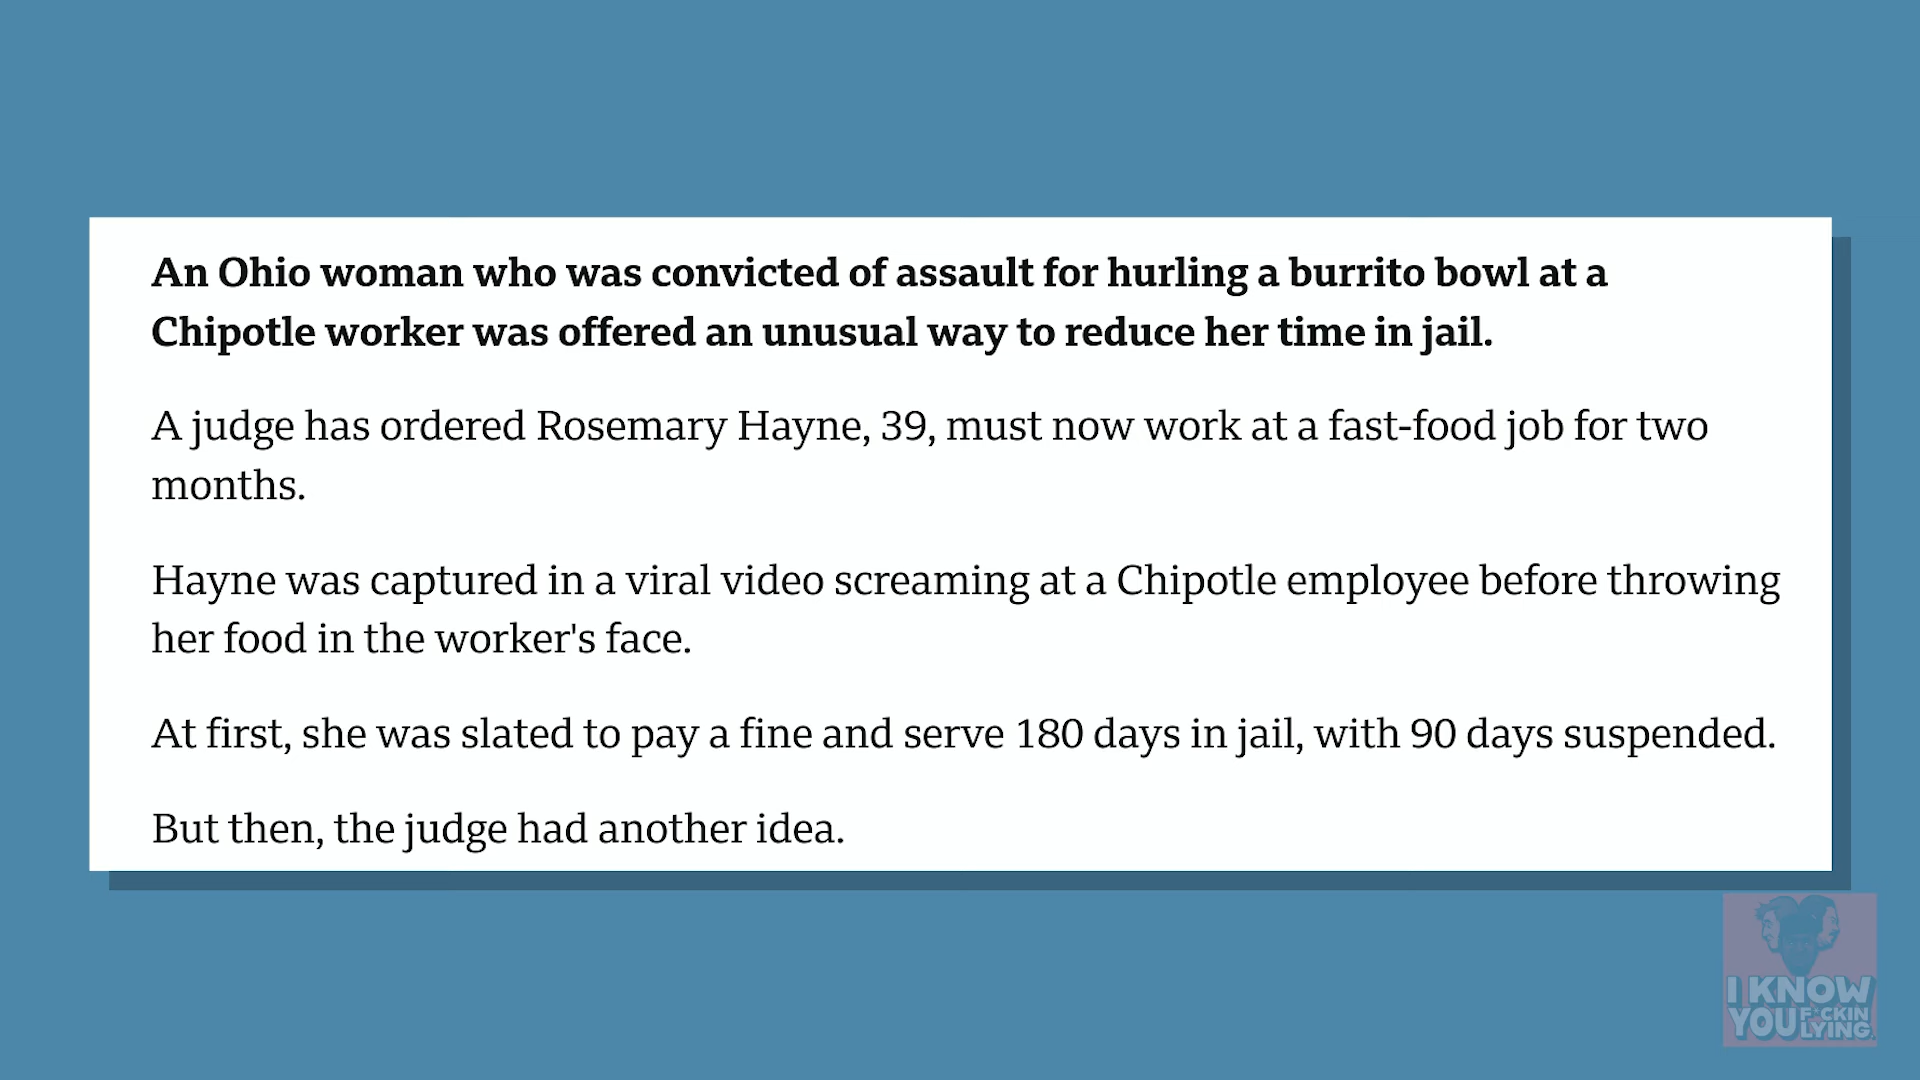 An Ohio woman who was convicted of assault for hurling a burrito bowl at a
Chipotle worker was offered an unusual way to reduce her time in jail.
A judge has ordered Rosemary Hayne, 39, must now work at a fast-food job for two
months.
Hayne was captured in a viral video screaming at a Chipotle employee before throwing
her food in the worker's face.
At first, she was slated to pay a fine and serve 180 days in jail, with 90 days suspended.
But then, the judge had another idea.
I KNOW
YOU F*CKIN
LYING.